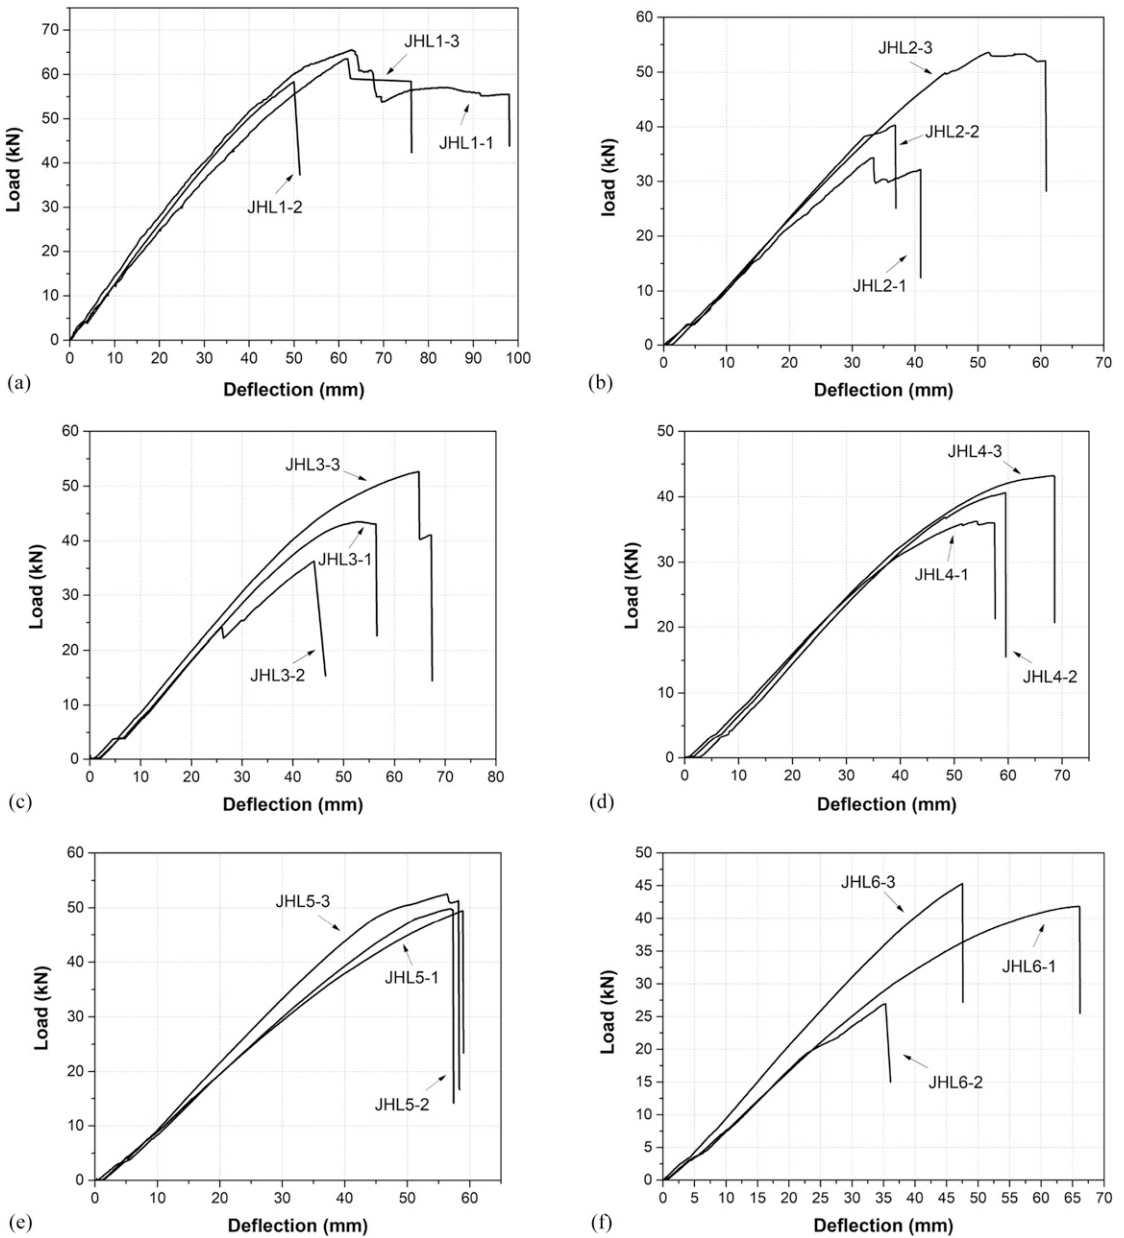 70
60
50
40
30
20
10
0
Load (kN)
JHL1-3
JHL1-1
JHL1-2
0 10 20 30 40 50 60 70 80 90 100
Deflection (mm)
(a)
60
50
40
30
20
10
0
load (kN)
JHL2-3
JHL2-2
JHL2-1
0 10 20 30 40 50 60 70
Deflection (mm)
(b)
60
50
40
30
20
10
0
Load (kN)
JHL3-3
JHL3-1
JHL3-2
0 10 20 30 40 50 60 70 80
Deflection (mm)
(c)
50
40
30
20
10
0
Load (KN)
JHL4-3
JHL4-1
JHL4-2
0 10 20 30 40 50 60 70
Deflection (mm)
(d)
60
50
40
30
20
10
0
Load (kN)
JHL5-3
JHL5-1
JHL5-2
0 10 20 30 40 50 60
Deflection (mm)
(e)
50
45
40
35
30
25
20
15
10
5
0
Load (kN)
JHL6-3
JHL6-1
JHL6-2
0 5 10 15 20 25 30 35 40 45 50 55 60 65 70
Deflection (mm)
(f)